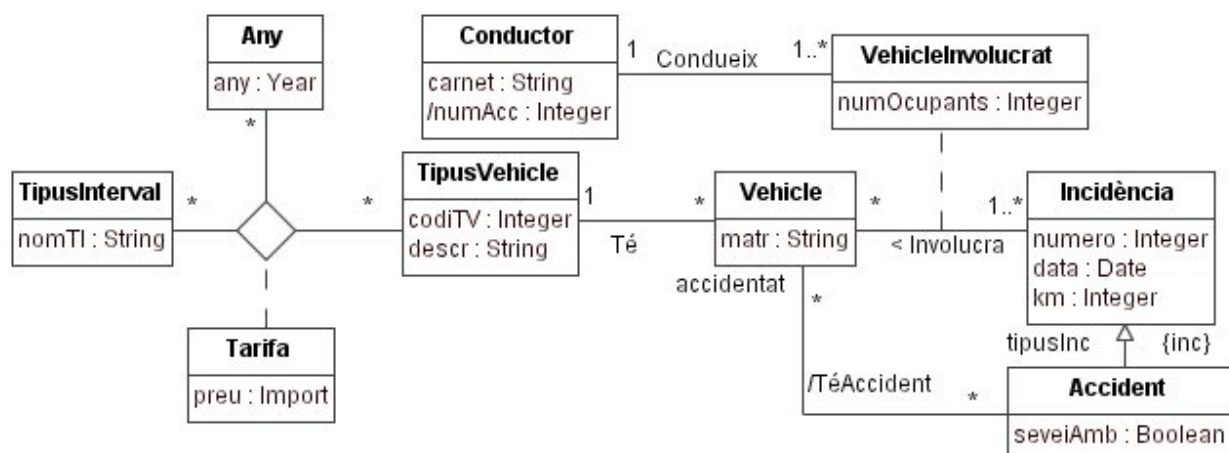 Any
any : Year
Conductor
carnet : String
/numAcc : Integer
1
Condueix
1..*
VehicleInvolucrat
numOcupants : Integer
*
TipusInterval
nomTI : String
*
*
TipusVehicle
codiTV : Integer
descr : String
1
Té
*
Vehicle
matr : String
*
< Involucra
1..*
Incidència
numero : Integer
data : Date
km : Integer
accidentat
*
tipusInc
{inc}
Tarifa
preu : Import
/TéAccident
*
Accident
seveiAmb : Boolean